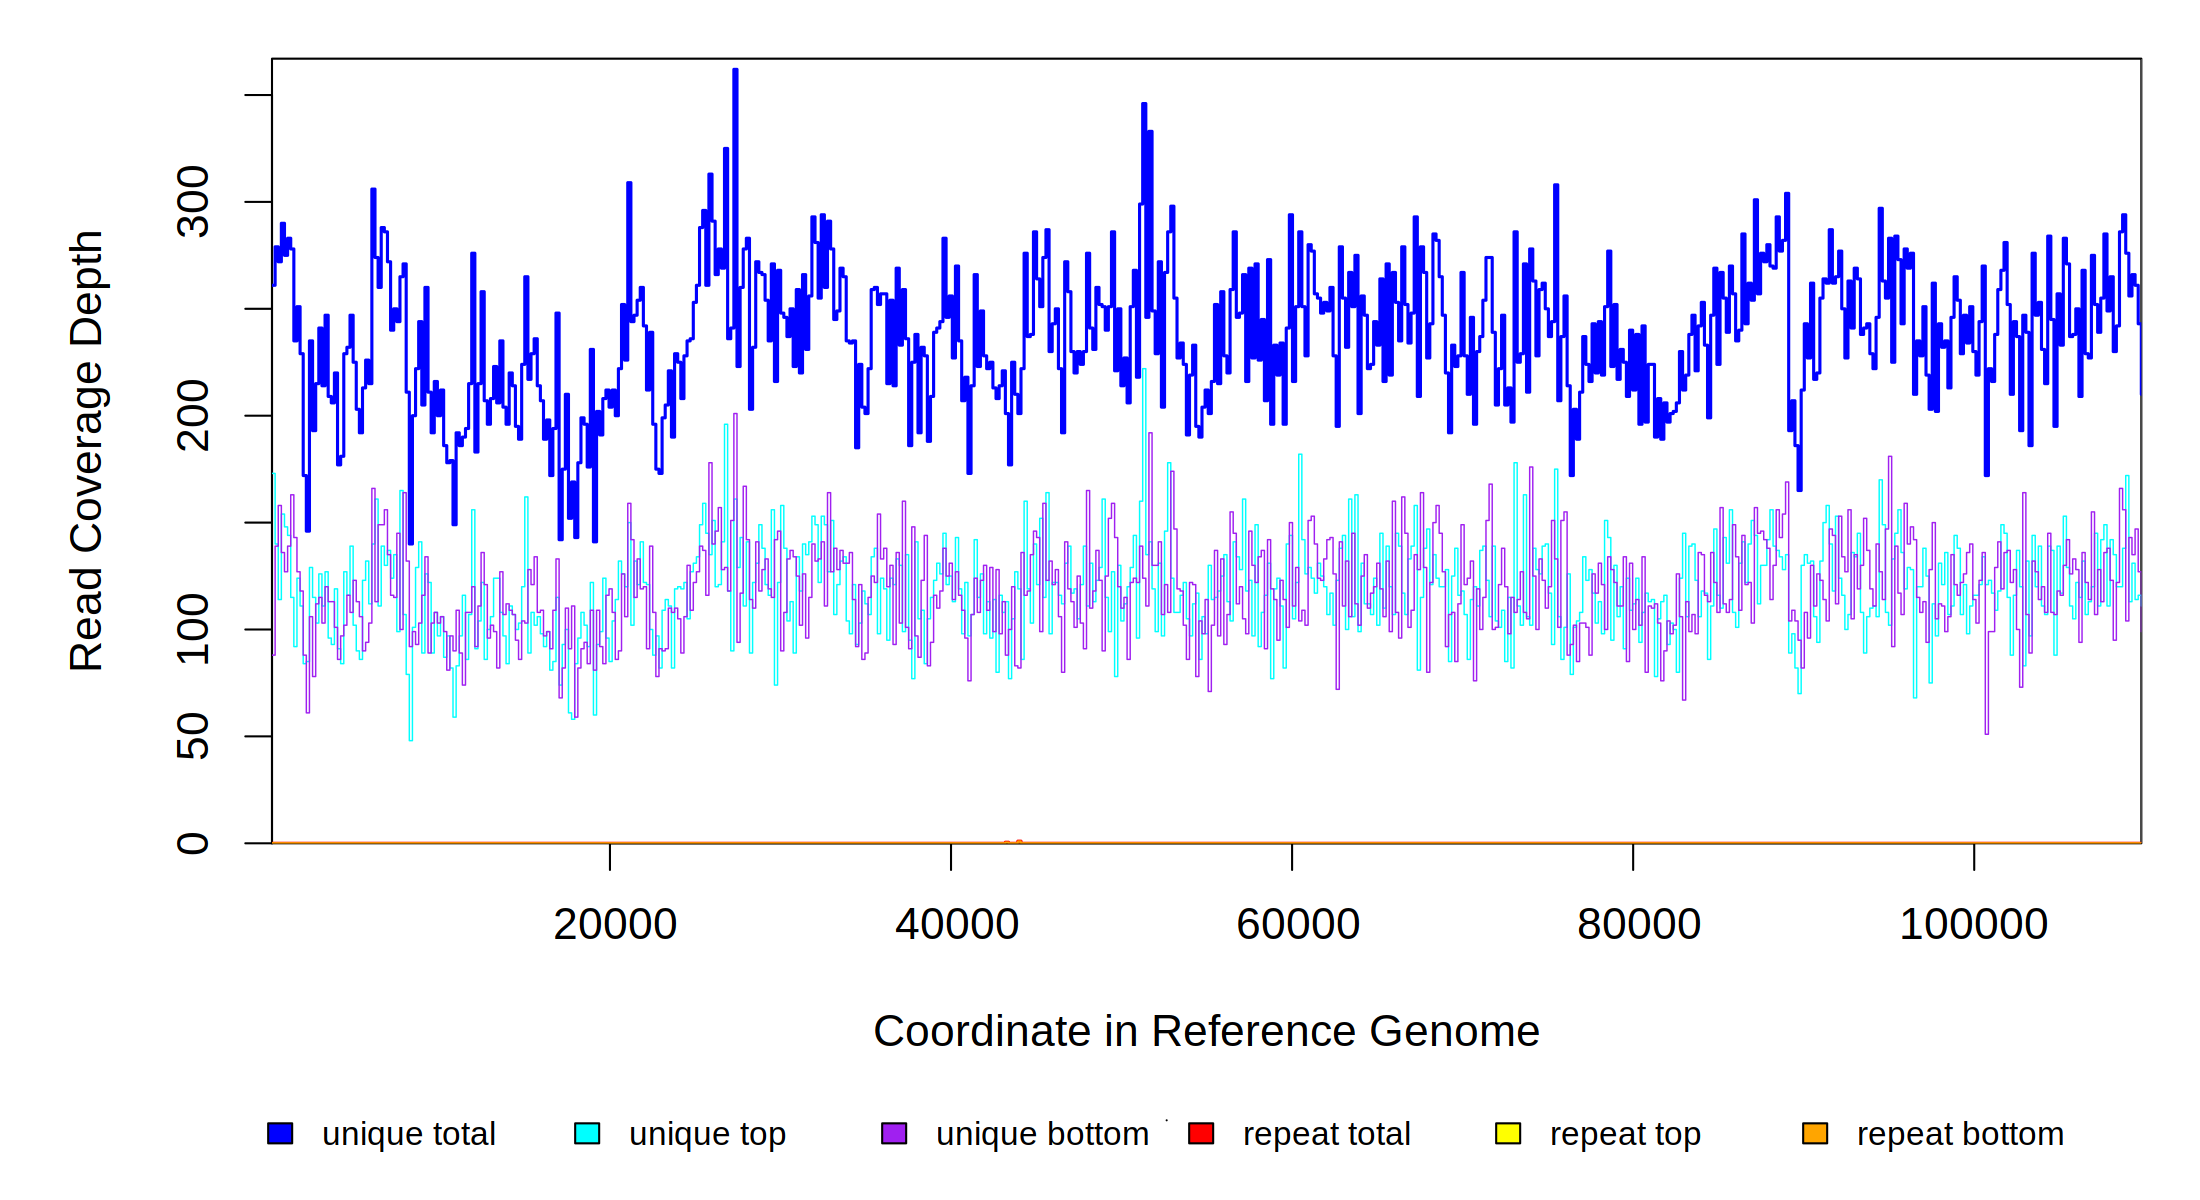 Read Coverage Depth
300
200
100
50
0
20000 40000 60000 80000 100000
Coordinate in Reference Genome
unique total unique top unique bottom repeat total repeat top repeat bottom